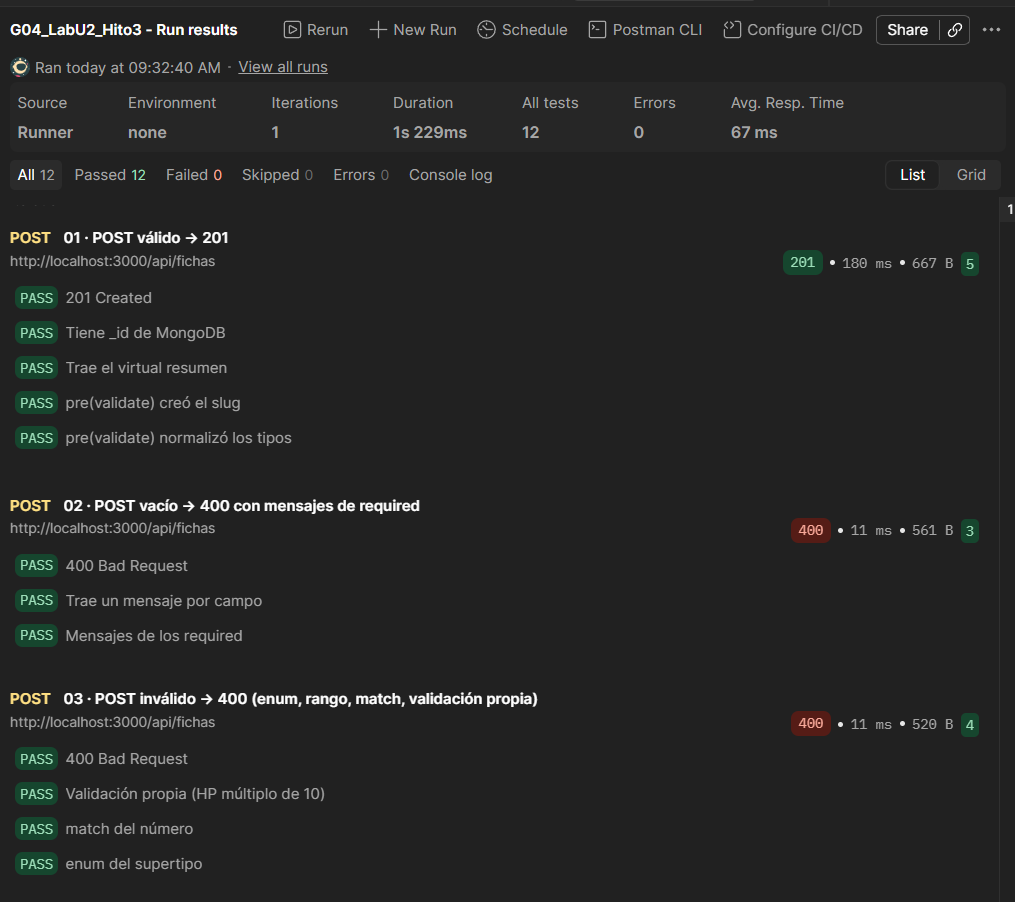 G04_LabU2_Hito3 - Run results Rerun New Run Schedule Postman CLI Configure CI/CD Share
Ran today at 09:32:40 AM · View all runs
Source Environment Iterations Duration All tests Errors Avg. Resp. Time
Runner none 1 1s 229ms 12 0 67 ms
All 12 Passed 12 Failed 0 Skipped 0 Errors 0 Console log List Grid
1
POST 01 · POST válido → 201
http://localhost:3000/api/fichas 201 • 180 ms • 667 B 5
PASS 201 Created
PASS Tiene _id de MongoDB
PASS Trae el virtual resumen
PASS pre(validate) creó el slug
PASS pre(validate) normalizó los tipos
POST 02 · POST vacío → 400 con mensajes de required
http://localhost:3000/api/fichas 400 • 11 ms • 561 B 3
PASS 400 Bad Request
PASS Trae un mensaje por campo
PASS Mensajes de los required
POST 03 · POST inválido → 400 (enum, rango, match, validación propia)
http://localhost:3000/api/fichas 400 • 11 ms • 520 B 4
PASS 400 Bad Request
PASS Validación propia (HP múltiplo de 10)
PASS match del número
PASS enum del supertipo